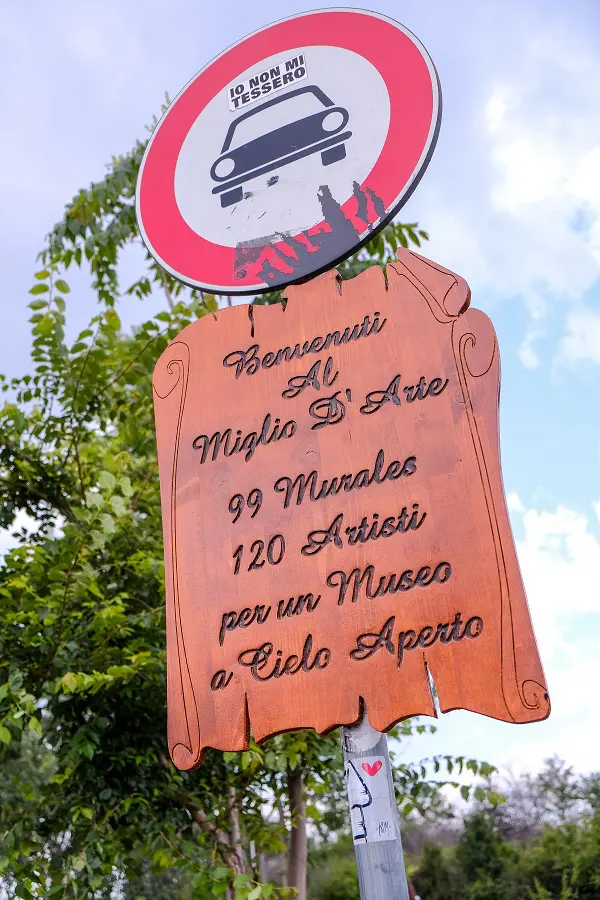 IO NON MI
TESSERO
Benvenuti
Al
Miglio D'Arte
99 Murales
120 Artisti
per un Museo
a Cielo Aperto